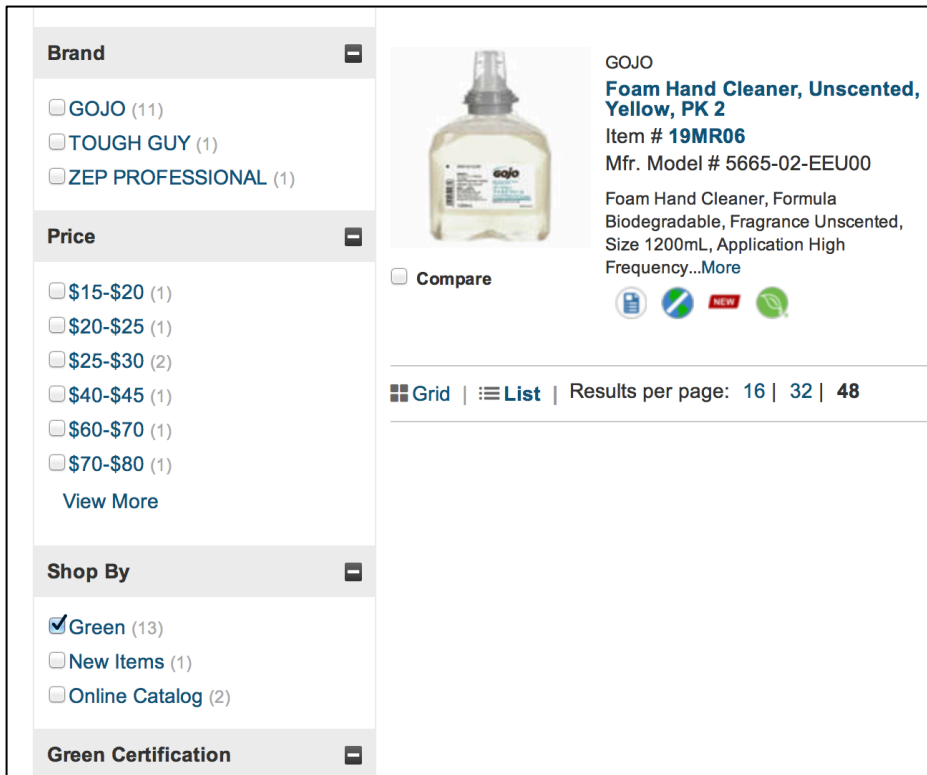 Brand
GOJO (11)
TOUGH GUY (1)
ZEP PROFESSIONAL (1)
Price
$15-$20 (1)
$20-$25 (1)
$25-$30 (2)
$40-$45 (1)
$60-$70 (1)
$70-$80 (1)
View More
Shop By
Green (13)
New Items (1)
Online Catalog (2)
Green Certification
GOJO
Compare
GOJO
Foam Hand Cleaner, Unscented,
Yellow, PK 2
Item # 19MR06
Mfr. Model # 5665-02-EEU00
Foam Hand Cleaner, Formula
Biodegradable, Fragrance Unscented,
Size 1200mL, Application High
Frequency...More
NEW
Grid | List | Results per page: 16 | 32 | 48